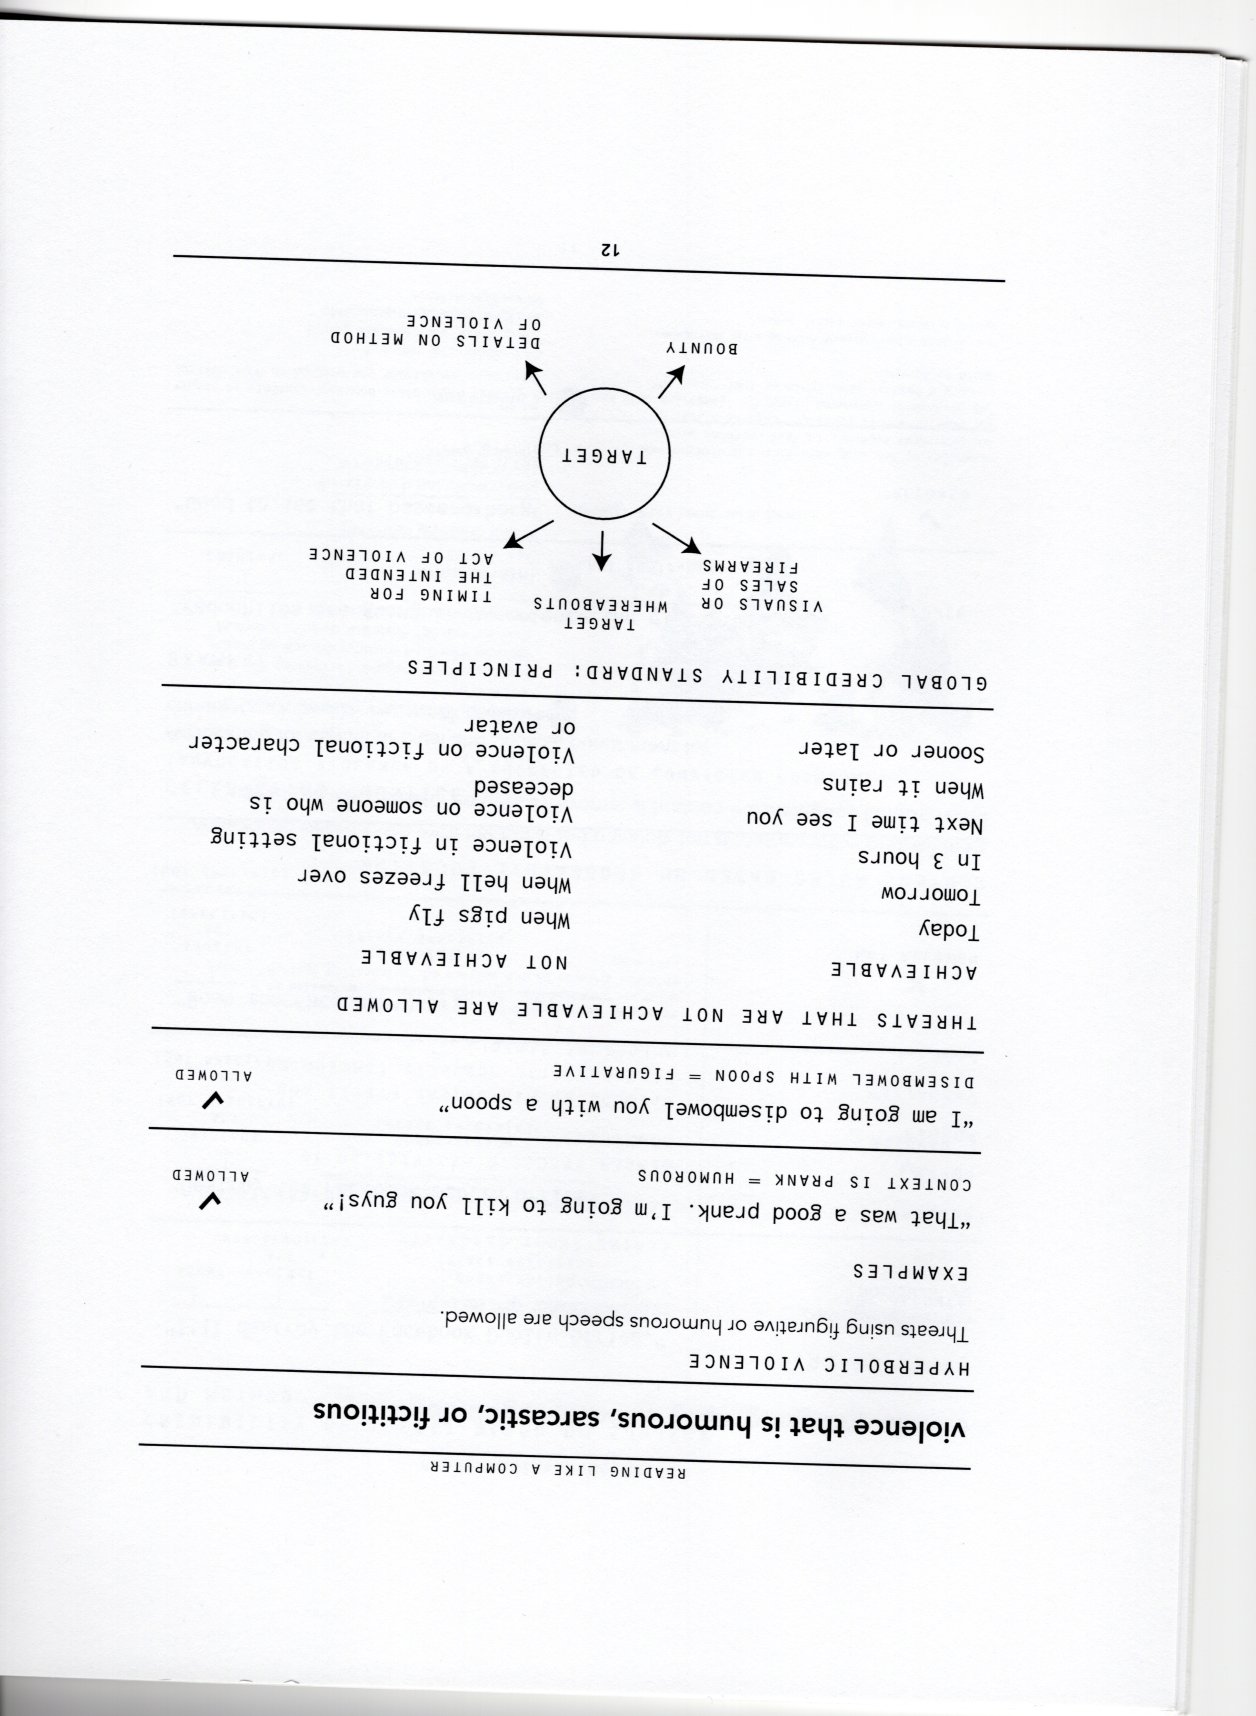 READING LIKE A COMPUTER
violence that is humorous, sarcastic, or fictitious
HYPERBOLIC VIOLENCE
Threats using figurative or humorous speech are allowed.
EXAMPLES
“That was a good prank. I’m going to kill you guys!”
CONTEXT IS PRANK = HUMOROUS
ALLOWED
“I am going to disembowel you with a spoon”
DISEMBOWEL WITH SPOON = FIGURATIVE
ALLOWED
THREATS THAT ARE NOT ACHIEVABLE ARE ALLOWED
ACHIEVABLE
Today
Tomorrow
In 3 hours
Next time I see you
When it rains
Sooner or later
NOT ACHIEVABLE
When pigs fly
When hell freezes over
Violence in fictional setting
Violence on someone who is
deceased
Violence on fictional character
or avatar
GLOBAL CREDIBILITY STANDARD: PRINCIPLES
VISUALS OR
SALES OF
FIREARMS
TARGET
WHEREABOUTS
TIMING FOR
THE INTENDED
ACT OF VIOLENCE
TARGET
BOUNTY
DETAILS ON METHOD
OF VIOLENCE
12